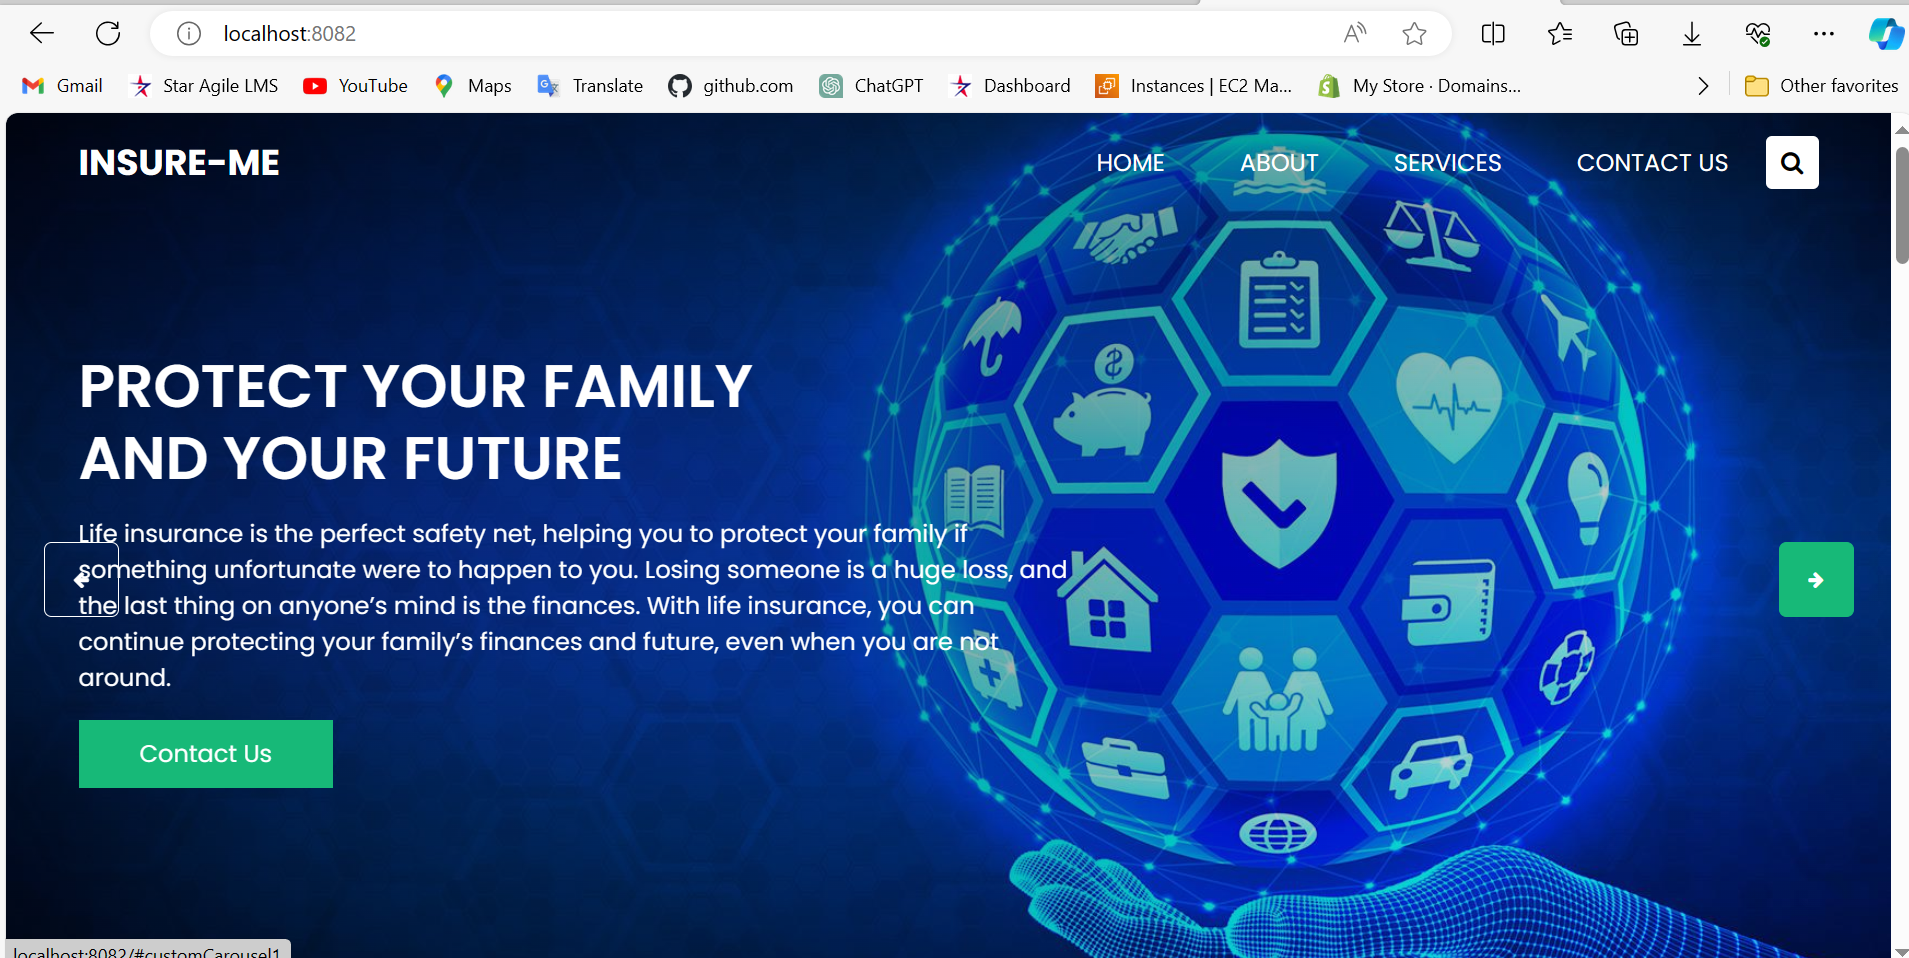 localhost:8082
Gmail
Star Agile LMS
YouTube
Maps
Translate
github.com
ChatGPT
Dashboard
Instances | EC2 Ma...
My Store · Domains...
Other favorites
INSURE-ME
HOME
ABOUT
SERVICES
CONTACT US
PROTECT YOUR FAMILY
AND YOUR FUTURE
Life insurance is the perfect safety net, helping you to protect your family if
something unfortunate were to happen to you. Losing someone is a huge loss, and
the last thing on anyone’s mind is the finances. With life insurance, you can
continue protecting your family’s finances and future, even when you are not
around.
Contact Us
localhost:8082/#customCarousel1